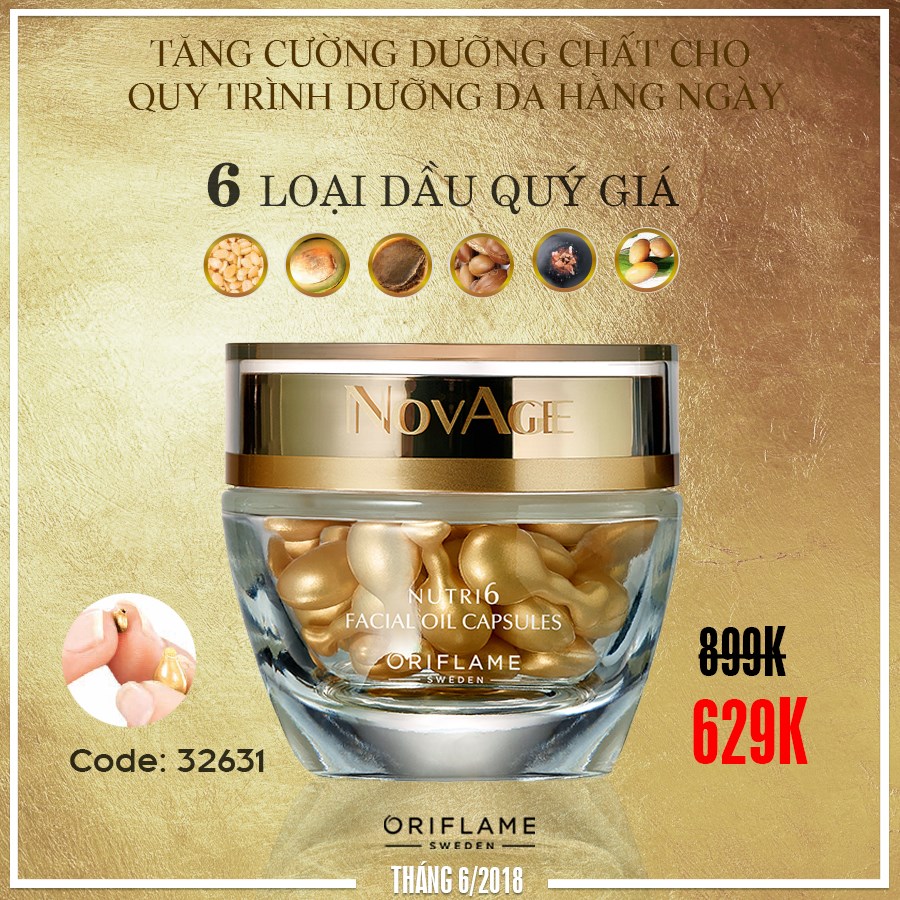 TĂNG CƯỜNG DƯỠNG CHẤT CHO
QUY TRÌNH DƯỠNG DA HẰNG NGÀY
6 LOẠI DẦU QUÝ GIÁ
NOVAGE
NUTRI6
FACIAL OIL CAPSULES
ORIFLAME
SWEDEN
899K
629K
Code: 32631
ORIFLAME
SWEDEN
THÁNG 6/2018